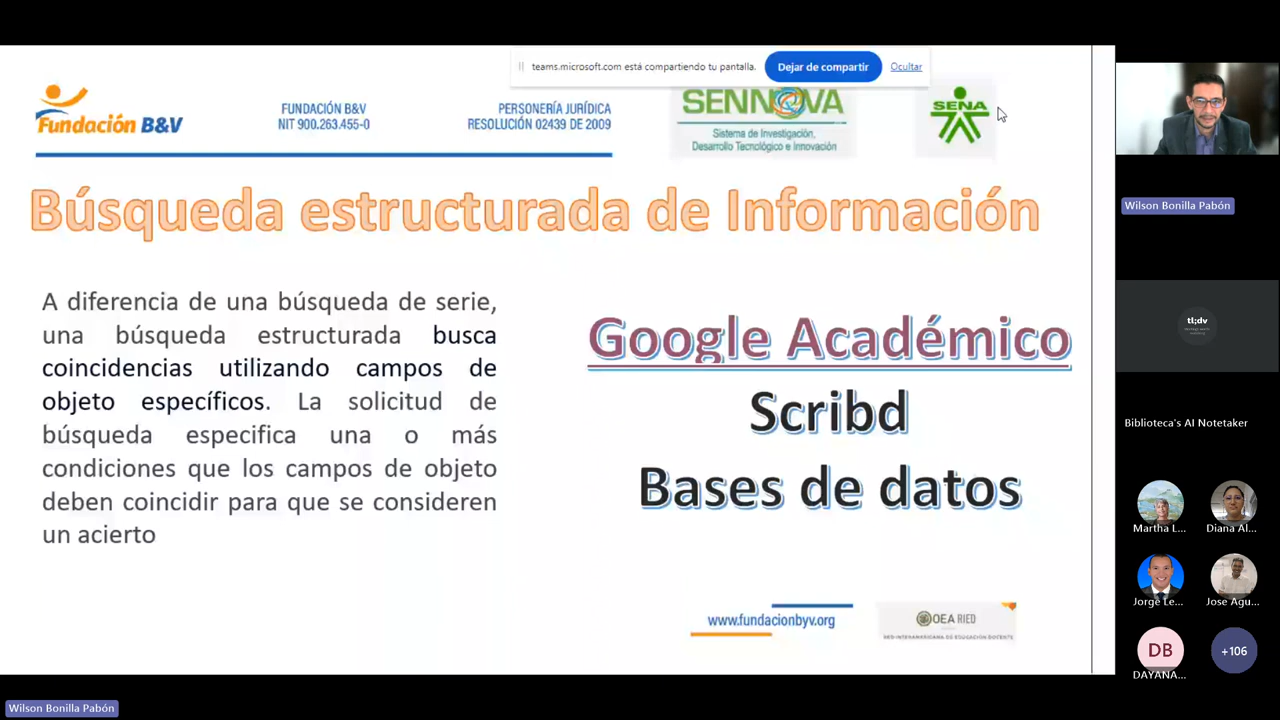 teams.microsoft.com está compartiendo tu pantalla.
Dejar de compartir
Ocultar
Fundación B&V
FUNDACIÓN B&V
NIT 900.263.455-0
PERSONERÍA JURÍDICA
RESOLUCIÓN 02439 DE 2009
SENNOVA
Sistema de Investigación,
Desarrollo Tecnológico e Innovación
SENA
Búsqueda estructurada de Información
A diferencia de una búsqueda de serie,
una búsqueda estructurada busca
coincidencias utilizando campos de
objeto específicos. La solicitud de
búsqueda especifica una o más
condiciones que los campos de objeto
deben coincidir para que se consideren
un acierto
Google Académico
Scribd
Bases de datos
www.fundacionbyv.org
OEA RIED
RED INTERAMERICANA DE EDUCACIÓN DOCENTE
Wilson Bonilla Pabón
tl;dv
Biblioteca's AI Notetaker
Martha L...
Diana Al...
Jorge Le...
Jose Agu...
DB
DAYANA...
+106
Wilson Bonilla Pabón